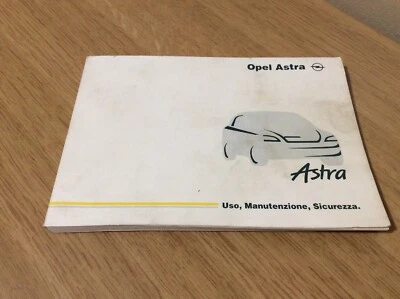 Opel Astra
Astra
Uso, Manutenzione, Sicurezza.